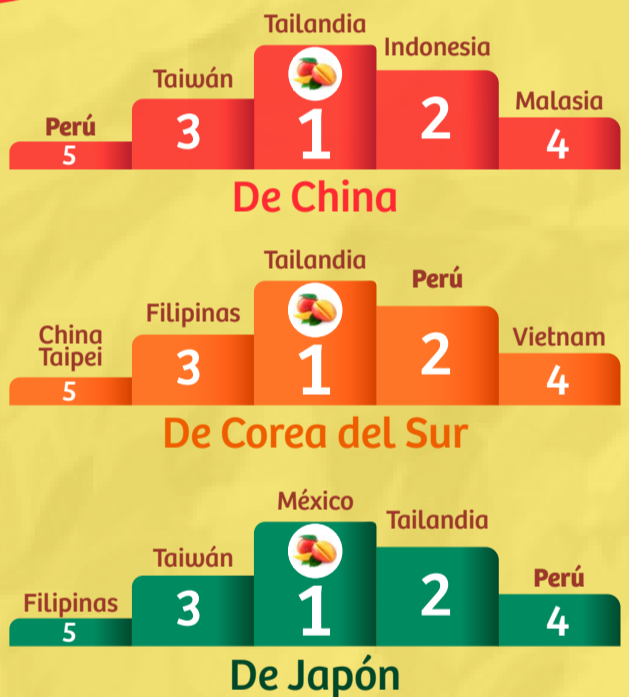 Tailandia
Indonesia
Taiwán
Malasia
Perú
5
3
1
2
4
De China
Tailandia
Perú
Filipinas
Vietnam
China
Taipei
5
3
1
2
4
De Corea del Sur
México
Tailandia
Taiwán
Perú
Filipinas
5
3
1
2
4
De Japón